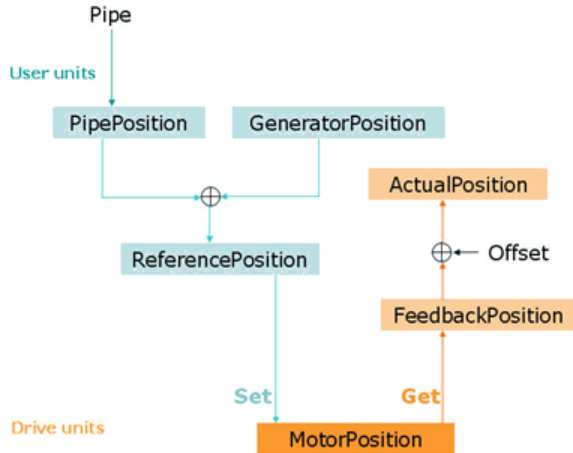 Pipe
User units
PipePosition
GeneratorPosition
ActualPosition
ReferencePosition
Offset
FeedbackPosition
Set
Get
Drive units
MotorPosition